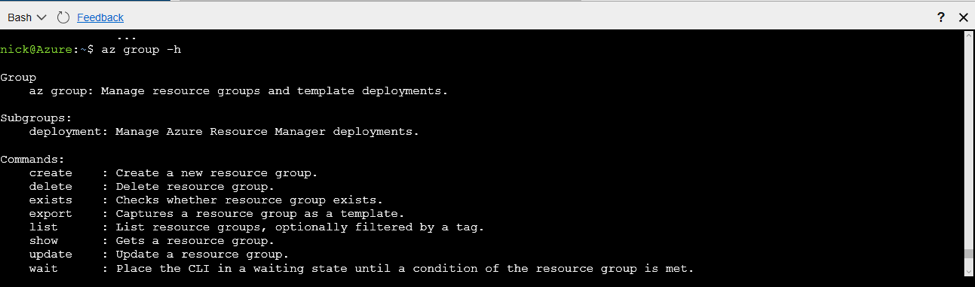 Bash Feedback ? ×
...
nick@Azure:~$ az group -h
Group
    az group: Manage resource groups and template deployments.
Subgroups:
    deployment: Manage Azure Resource Manager deployments.
Commands:
    create    : Create a new resource group.
    delete    : Delete resource group.
    exists    : Checks whether resource group exists.
    export    : Captures a resource group as a template.
    list      : List resource groups, optionally filtered by a tag.
    show      : Gets a resource group.
    update    : Update a resource group.
    wait      : Place the CLI in a waiting state until a condition of the resource group is met.